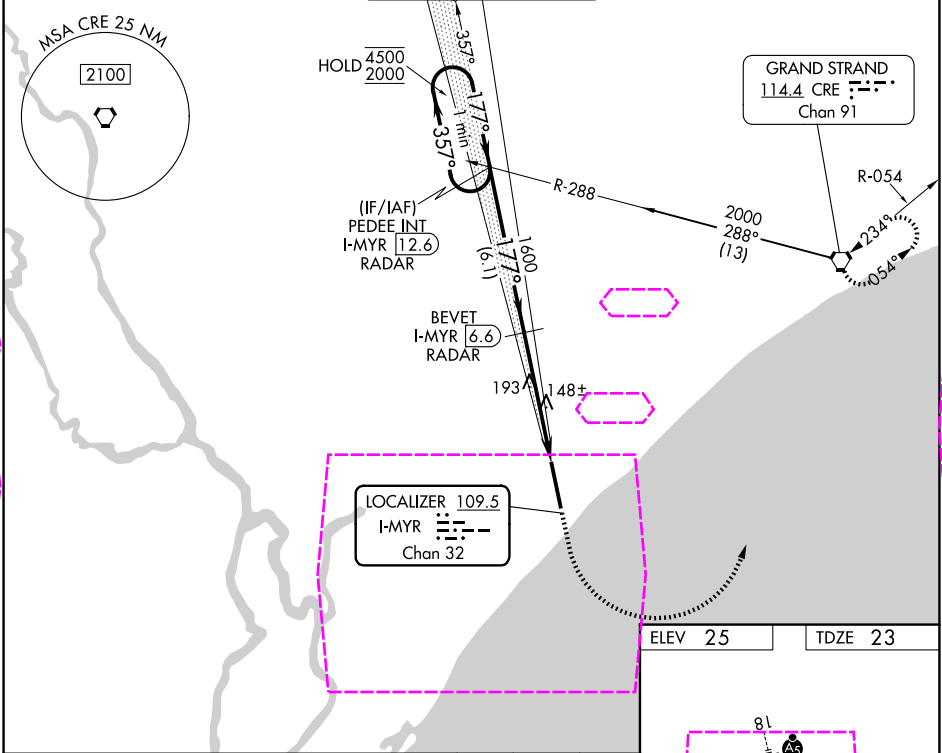 MSA CRE 25 NM
2100
HOLD 4500
2000
357°
177°
1 min
357°
GRAND STRAND
114.4 CRE
Chan 91
R-054
R-288
2000
288°
(13)
234°
054°
(IF/IAF)
PEDEE INT
I-MYR 12.6
RADAR
1600
177°
(6.1)
BEVET
I-MYR 6.6
RADAR
193
148±
LOCALIZER 109.5
I-MYR
Chan 32
ELEV 25
TDZE 23
18
A5